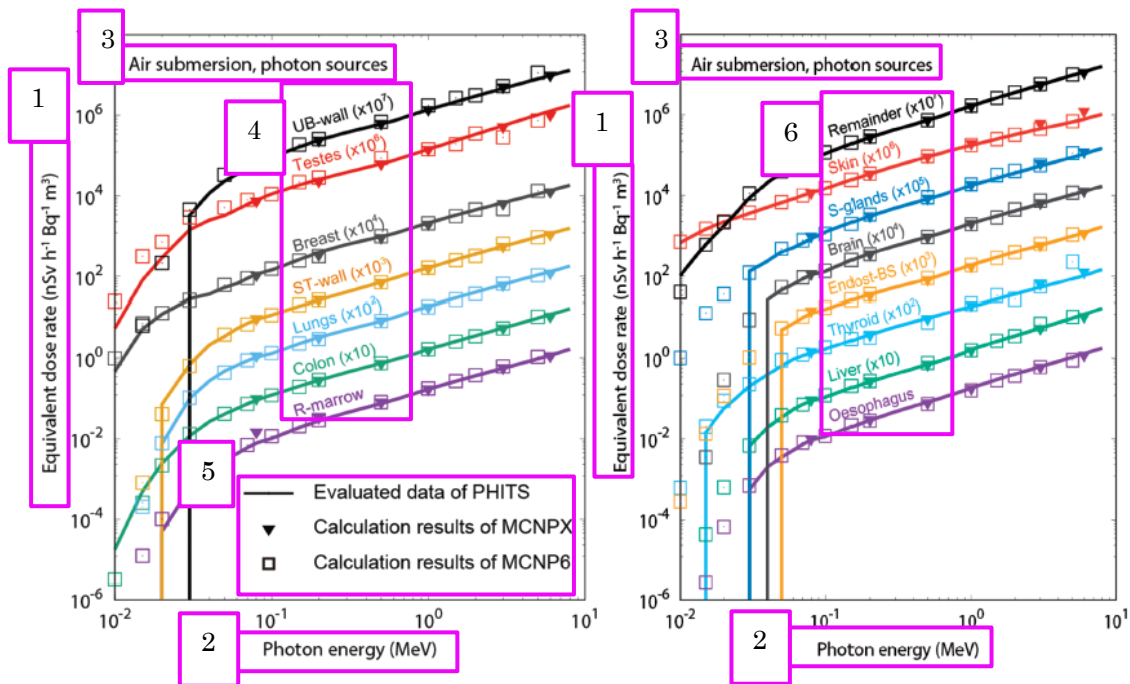 3
Air submersion, photon sources
1
Equivalent dose rate (nSv h⁻¹ Bq⁻¹ m³)
10⁶
10⁴
10²
10⁰
10⁻²
10⁻⁴
10⁻⁶
4
UB-wall (x10⁷)
Testes (x10⁶)
Breast (x10⁴)
ST-wall (x10³)
Lungs (x10²)
Colon (x10)
R-marrow
5
Evaluated data of PHITS
Calculation results of MCNPX
Calculation results of MCNP6
10⁻²
10⁻¹
10⁰
10¹
2
Photon energy (MeV)
3
Air submersion, photon sources
1
Equivalent dose rate (nSv h⁻¹ Bq⁻¹ m³)
10⁶
10⁴
10²
10⁰
10⁻²
10⁻⁴
10⁻⁶
6
Skin (x10⁶)
S-glands (x10⁵)
Brain (x10⁴)
Endost-BS (x10³)
Thyroid (x10²)
Liver (x10)
Oesophagus
10⁻²
10⁻¹
10⁰
10¹
2
Photon energy (MeV)